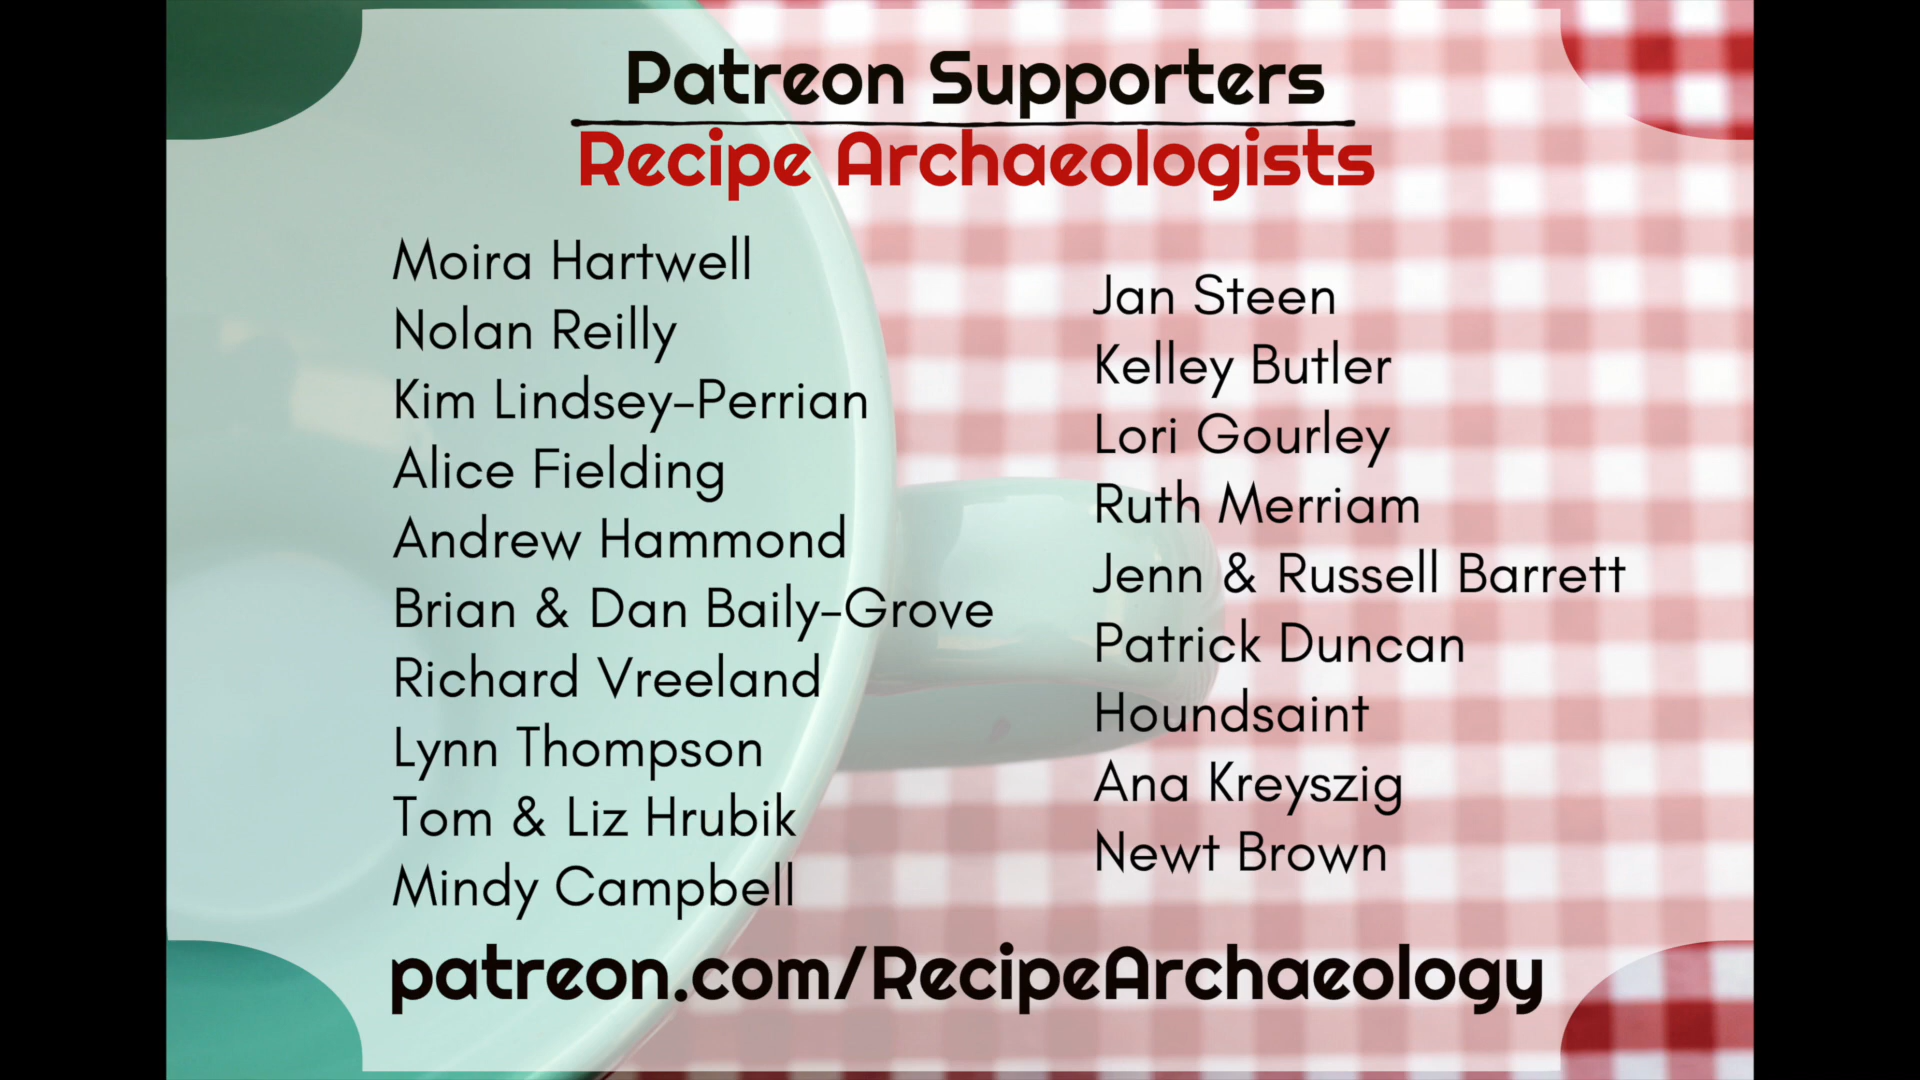 Patreon Supporters
Recipe Archaeologists
Moira Hartwell
Nolan Reilly
Kim Lindsey-Perrian
Alice Fielding
Andrew Hammond
Brian & Dan Baily-Grove
Richard Vreeland
Lynn Thompson
Tom & Liz Hrubik
Mindy Campbell
Jan Steen
Kelley Butler
Lori Gourley
Ruth Merriam
Jenn & Russell Barrett
Patrick Duncan
Houndsaint
Ana Kreyszig
Newt Brown
patreon.com/RecipeArchaeology